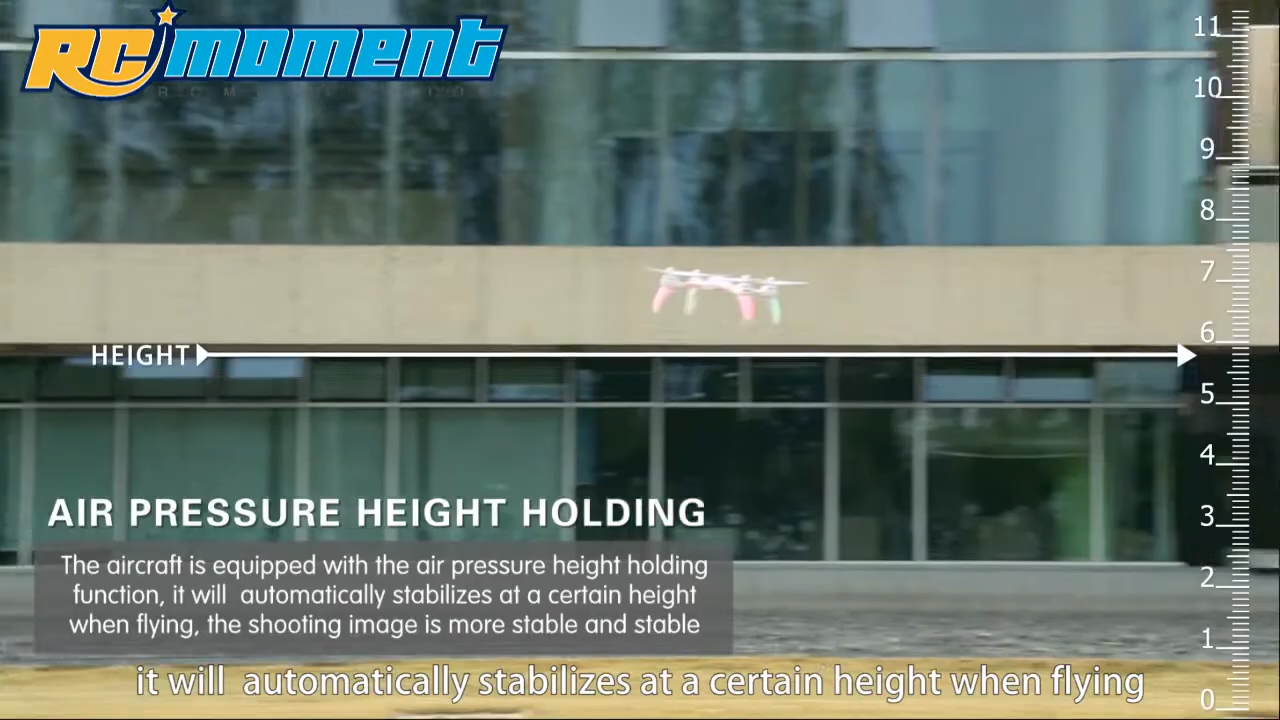 RC moment
11
10
9
8
7
6
HEIGHT
5
4
3
2
1
0
AIR PRESSURE HEIGHT HOLDING
The aircraft is equipped with the air pressure height holding
function, it will automatically stabilizes at a certain height
when flying, the shooting image is more stable and stable
it will automatically stabilizes at a certain height when flying